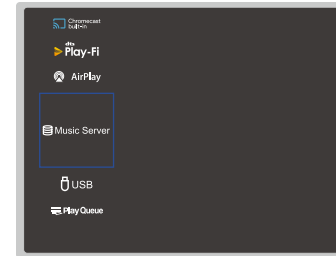 Chromecast
built-in
dts
Play-Fi
AirPlay
Music Server
USB
Play Queue